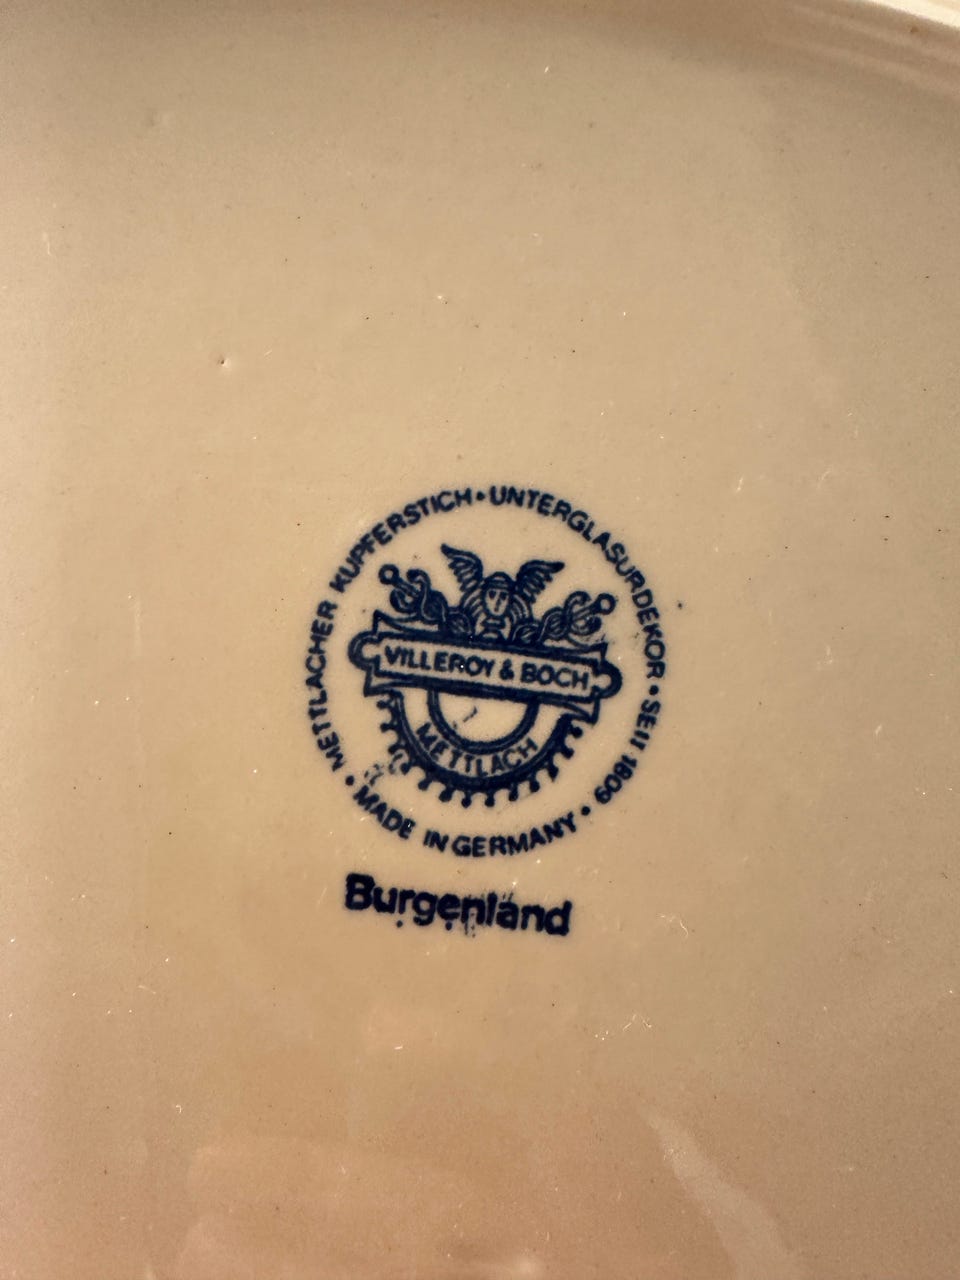 METTLACHER KUPFERSTICH • UNTERGLASURDEKOR • SEIT 1809 • MADE IN GERMANY •
VILLEROY & BOCH
METTLACH
Burgenland